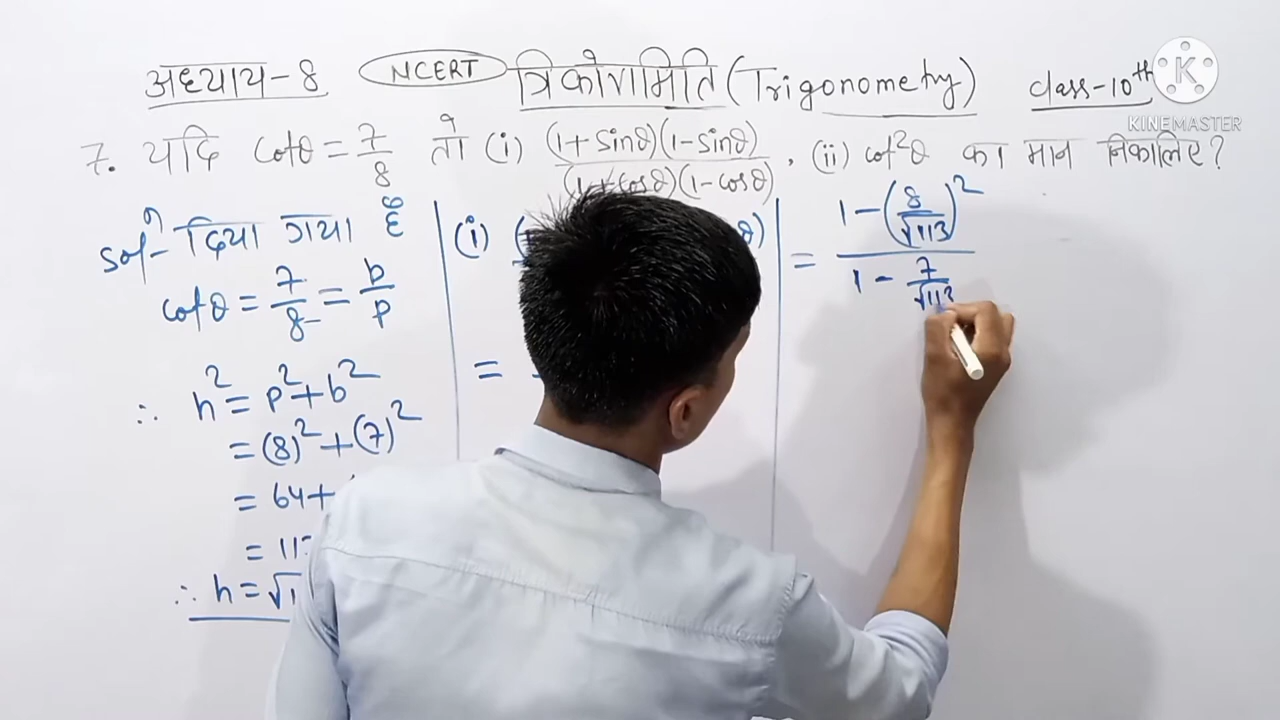 अध्याय-8 NCERT त्रिकोणमिति (Trigonometry) class-10th
KINEMASTER
7. यदि cotθ = 7/8 तो (i) (1+sinθ)(1-sinθ)/(1+cosθ)(1-cosθ), (ii) cot²θ का मान निकालिए?
Solⁿ- दिया गया है
cotθ = 7/8 = b/p
∴ h² = p²+b²
= (8)²+(7)²
= 64+
= 11
∴ h = √1
(i)
=
= 1-(8/√113)²
1 - 7/√113